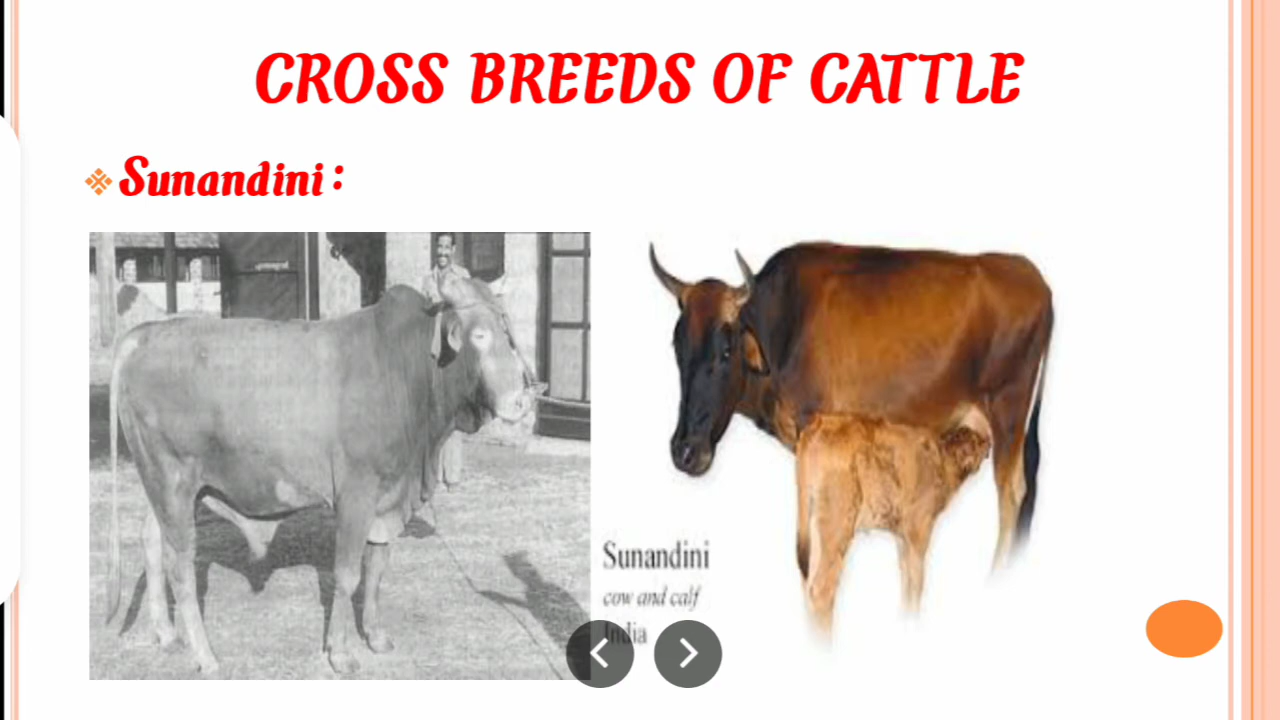 CROSS BREEDS OF CATTLE
Sunandini:
Sunandini
cow and calf
India